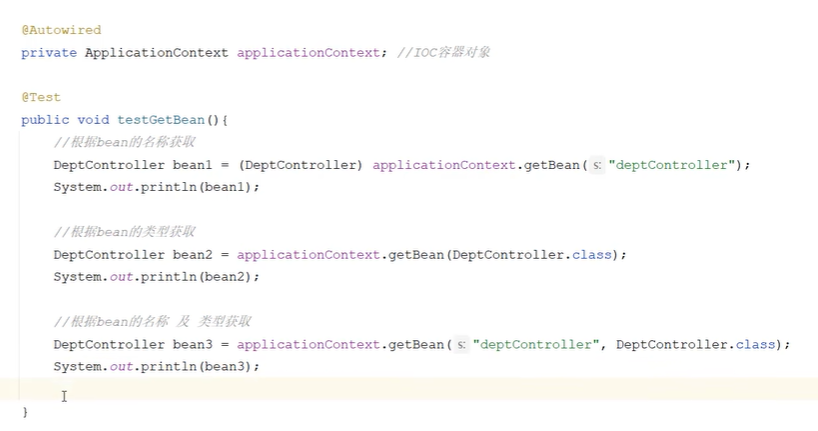 @Autowired
private ApplicationContext applicationContext; //IOC容器对象
@Test
public void testGetBean(){
//根据bean的名称获取
DeptController bean1 = (DeptController) applicationContext.getBean( s: "deptController");
System.out.println(bean1);
//根据bean的类型获取
DeptController bean2 = applicationContext.getBean(DeptController.class);
System.out.println(bean2);
//根据bean的名称 及 类型获取
DeptController bean3 = applicationContext.getBean( s: "deptController", DeptController.class);
System.out.println(bean3);
}